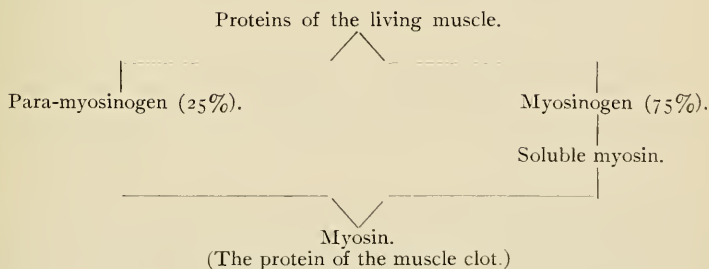 Proteins of the living muscle.
Para-myosinogen (25%). Myosinogen (75%).
Soluble myosin.
Myosin.
(The protein of the muscle clot.)